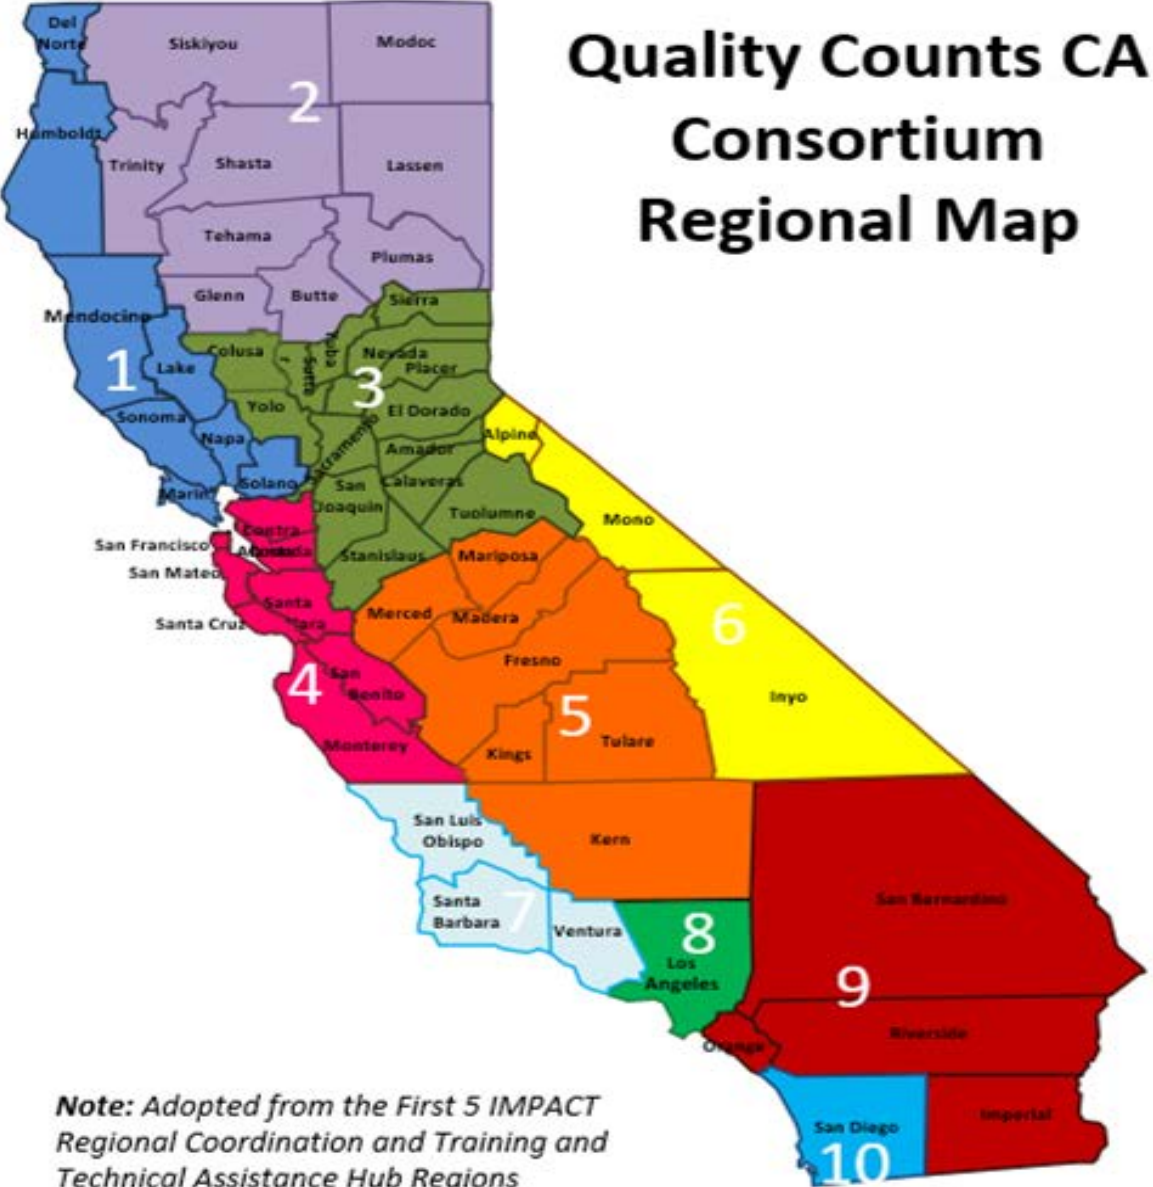 Quality Counts CA
Consortium
Regional Map
Del
Norte
Siskiyou
Modoc
2
Humboldt
Trinity
Shasta
Lassen
Tehama
Plumas
Glenn
Butte
Sierra
Mendocino
1
Lake
Colusa
Yuba
Nevada
Placer
3
Sonoma
Yolo
El Dorado
Napa
Sacramento
Amador
Alpine
Marin
Solano
San
Joaquin
Calaveras
Tuolumne
Mono
Contra
San Francisco
Stanislaus
Mariposa
San Mateo
Santa
Santa Cruz
Merced
Madera
6
Fresno
4
San
Benito
5
Inyo
Monterey
Kings
Tulare
San Luis
Obispo
Kern
Santa
Barbara
7
Ventura
8
Los
Angeles
San Bernardino
9
Orange
Riverside
San Diego
10
Imperial
Note: Adopted from the First 5 IMPACT
Regional Coordination and Training and
Technical Assistance Hub Regions